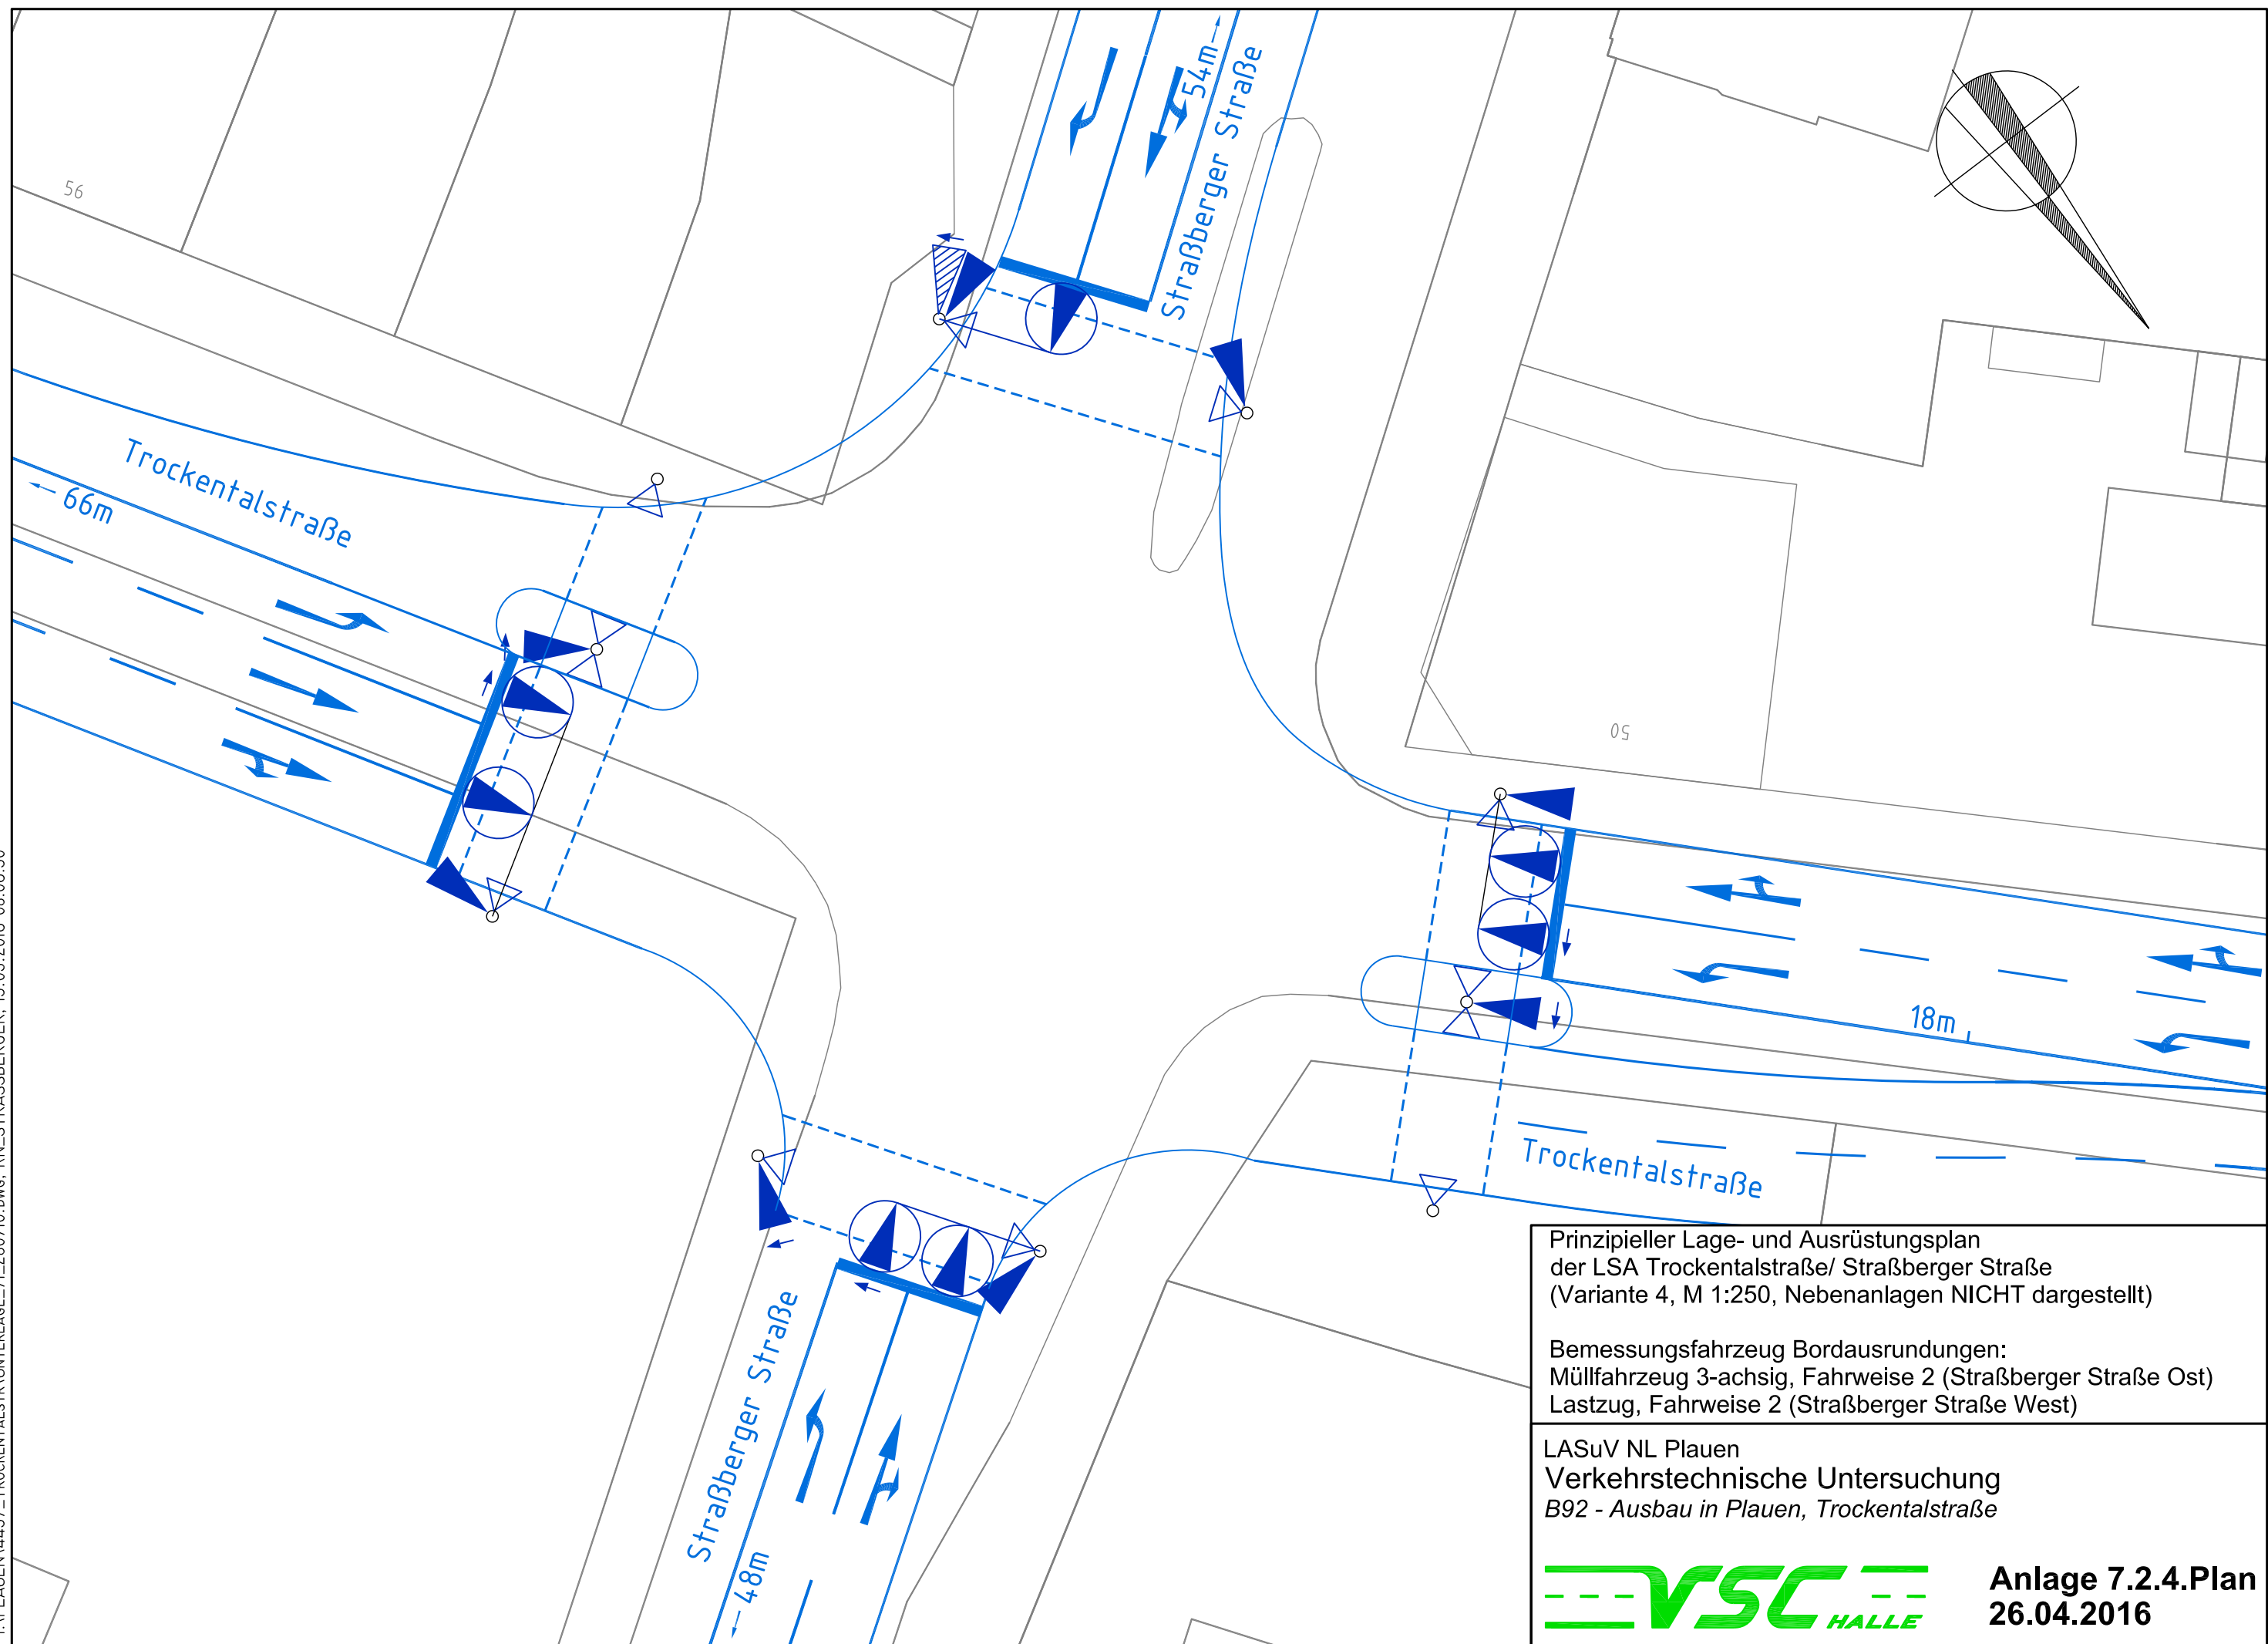 56
54m
Straßberger Straße
Trockentalstraße
66m
50
18m
Trockentalstraße
Straßberger Straße
48m
Prinzipieller Lage- und Ausrüstungsplan
der LSA Trockentalstraße/ Straßberger Straße
(Variante 4, M 1:250, Nebenanlagen NICHT dargestellt)
Bemessungsfahrzeug Bordausrundungen:
Müllfahrzeug 3-achsig, Fahrweise 2 (Straßberger Straße Ost)
Lastzug, Fahrweise 2 (Straßberger Straße West)
LASuV NL Plauen
Verkehrstechnische Untersuchung
B92 - Ausbau in Plauen, Trockentalstraße
VSC HALLE
Anlage 7.2.4.Plan
26.04.2016